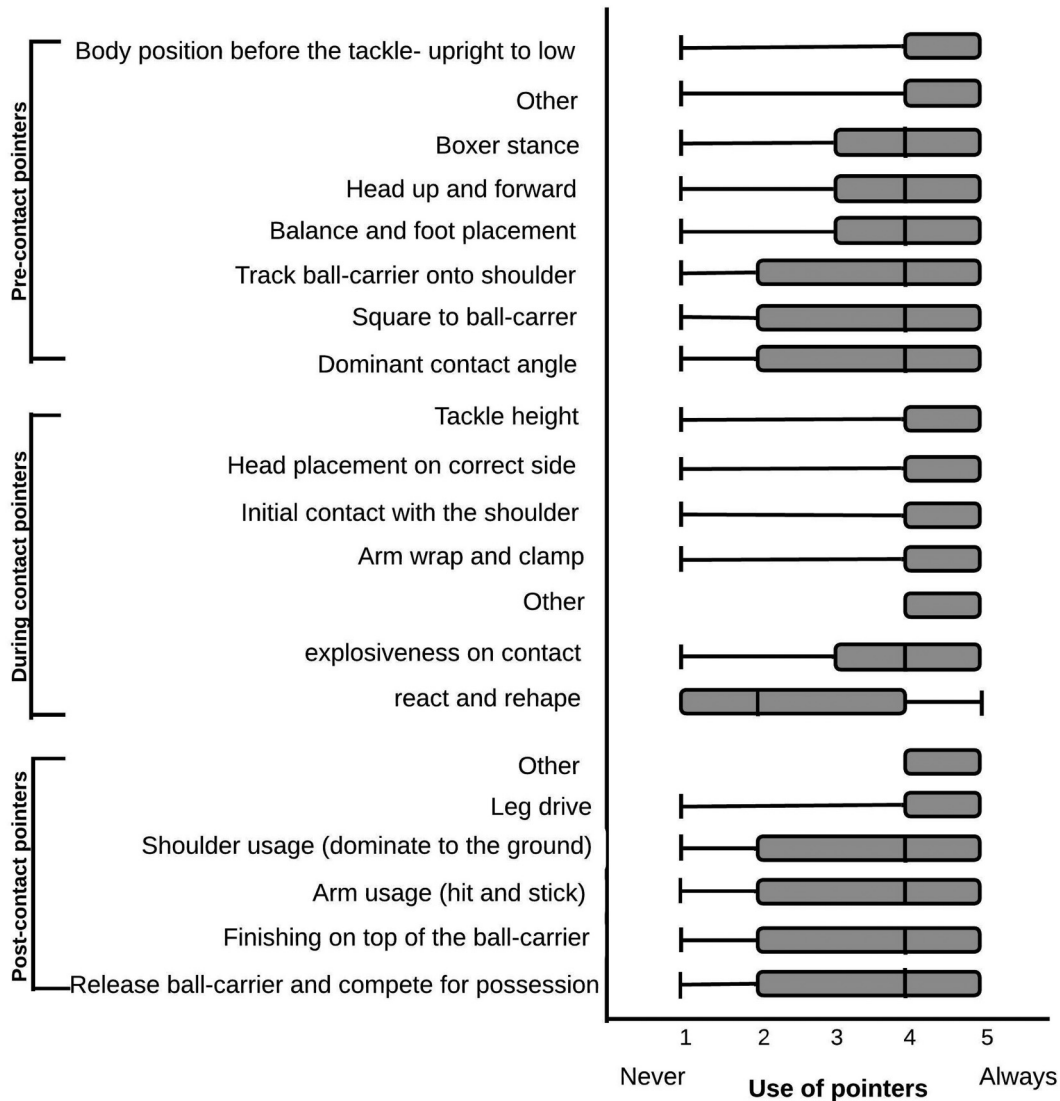 Pre-contact pointers
Body position before the tackle- upright to low
Other
Boxer stance
Head up and forward
Balance and foot placement
Track ball-carrier onto shoulder
Square to ball-carrer
Dominant contact angle
During contact pointers
Tackle height
Head placement on correct side
Initial contact with the shoulder
Arm wrap and clamp
Other
explosiveness on contact
react and rehape
Post-contact pointers
Other
Leg drive
Shoulder usage (dominate to the ground)
Arm usage (hit and stick)
Finishing on top of the ball-carrier
Release ball-carrier and compete for possession
1 2 3 4 5
Never Always
Use of pointers